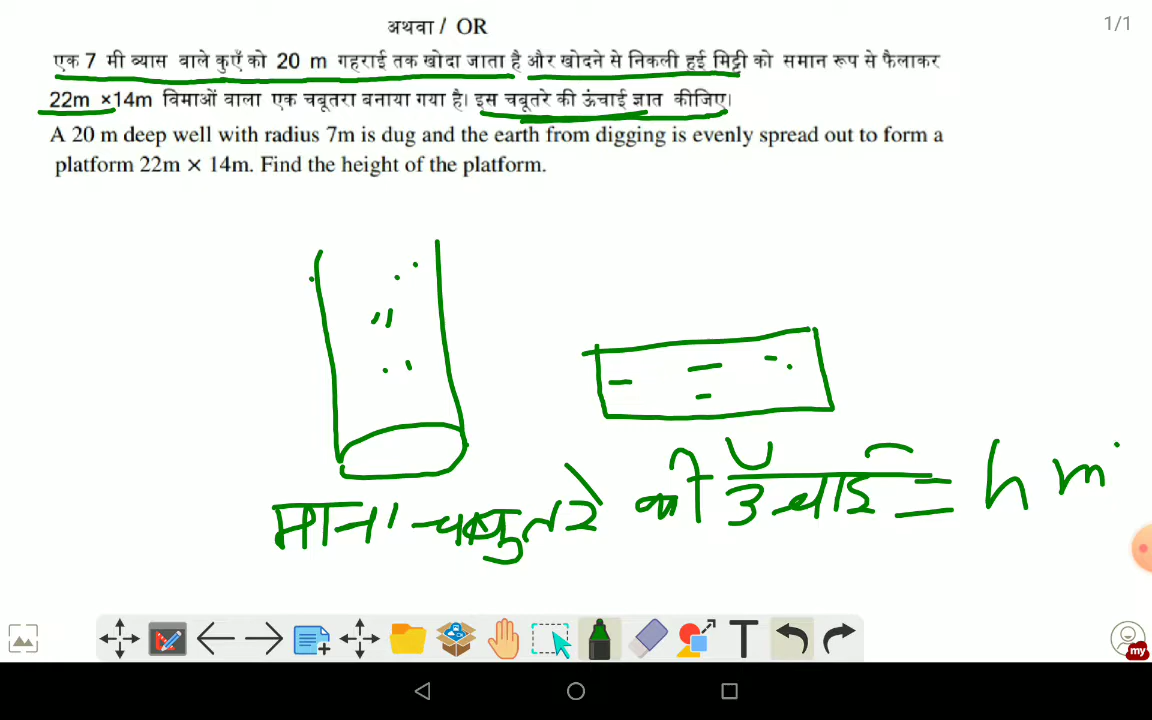 अथवा / OR
1/1
एक 7 मी व्यास वाले कुएँ को 20 m गहराई तक खोदा जाता है और खोदने से निकली हुई मिट्टी को समान रूप से फैलाकर
22m ×14m विमाओं वाला एक चबूतरा बनाया गया है। इस चबूतरे की ऊंचाई ज्ञात कीजिए।
A 20 m deep well with radius 7m is dug and the earth from digging is evenly spread out to form a
platform 22m × 14m. Find the height of the platform.
माना चबुतरे की ऊंचाई = h m
T
my